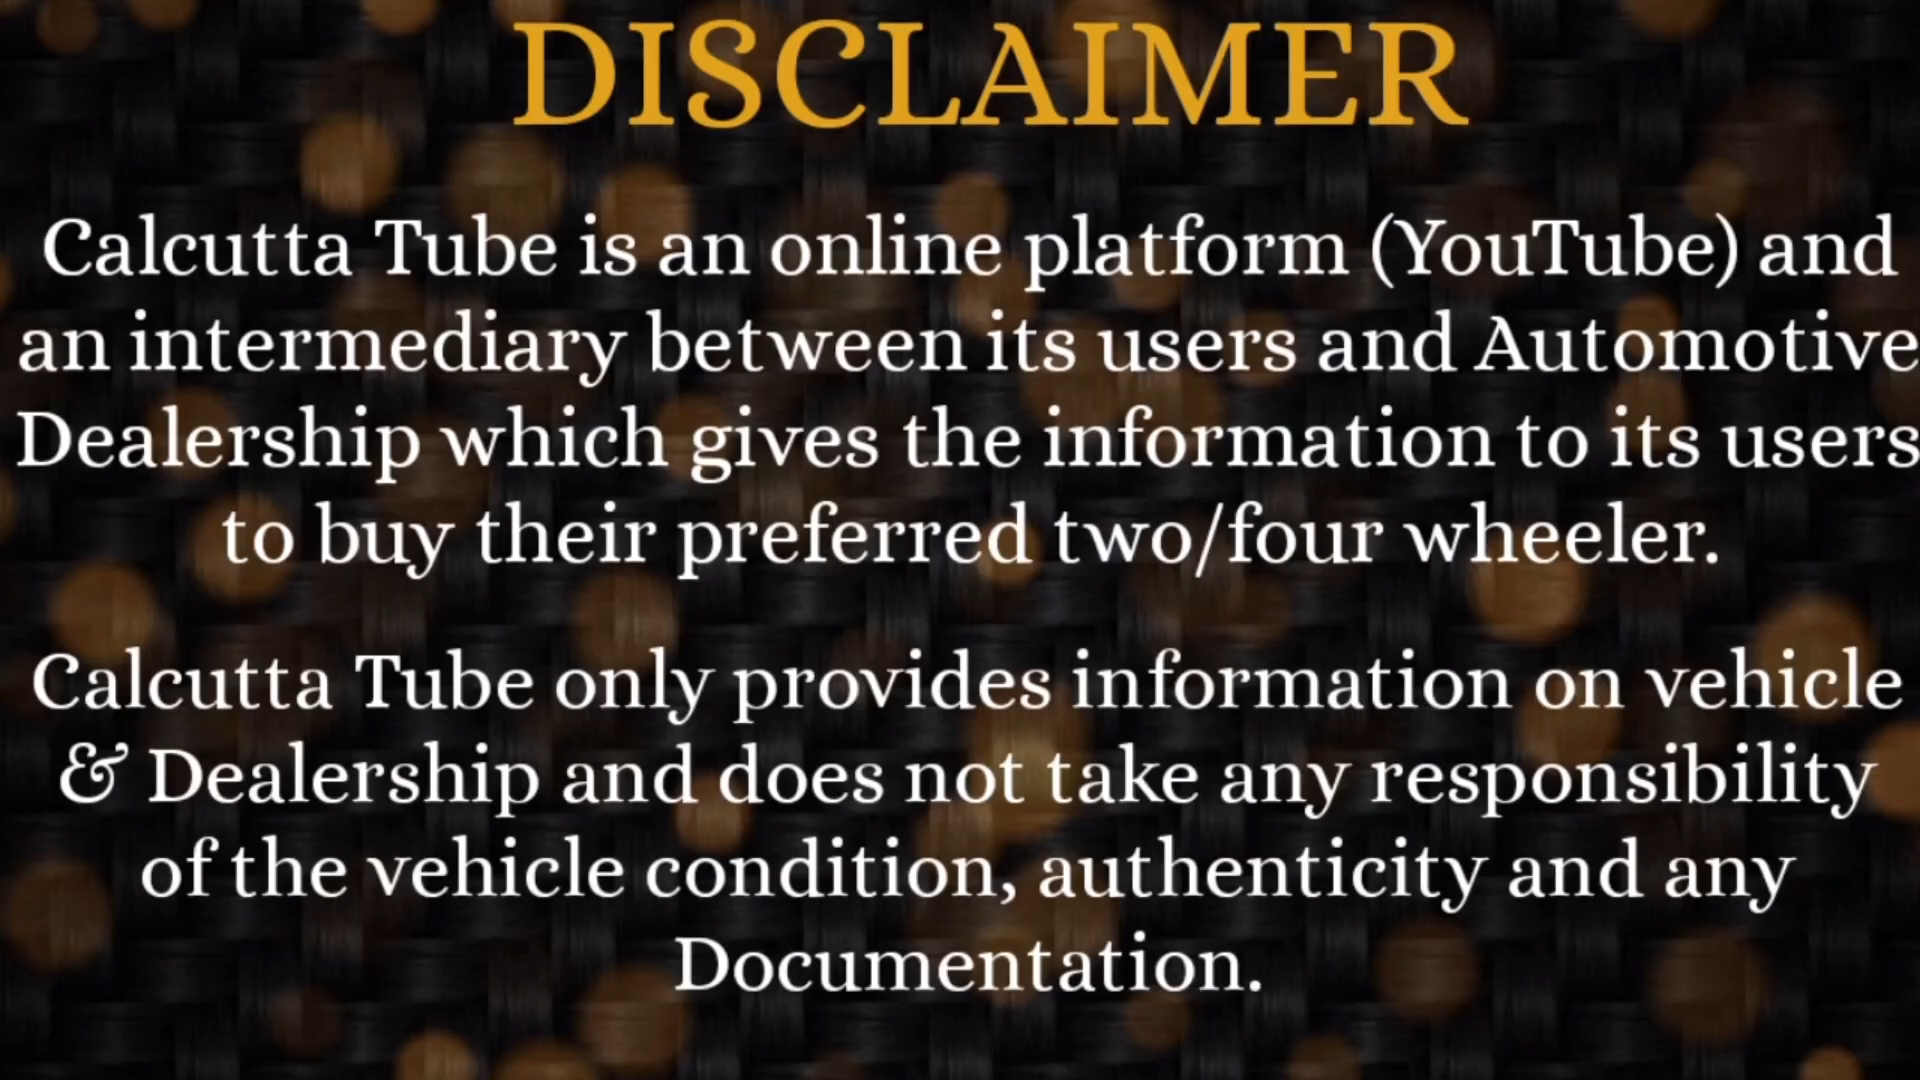 DISCLAIMER
Calcutta Tube is an online platform (YouTube) and
an intermediary between its users and Automotive
Dealership which gives the information to its users
to buy their preferred two/four wheeler.
Calcutta Tube only provides information on vehicle
& Dealership and does not take any responsibility
of the vehicle condition, authenticity and any
Documentation.